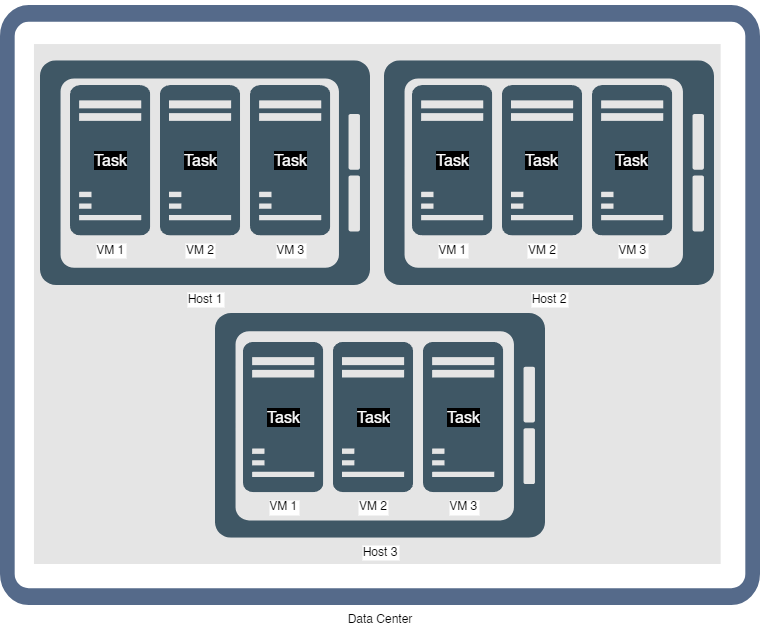 Task Task Task
VM 1 VM 2 VM 3
Host 1
Task Task Task
VM 1 VM 2 VM 3
Host 2
Task Task Task
VM 1 VM 2 VM 3
Host 3
Data Center